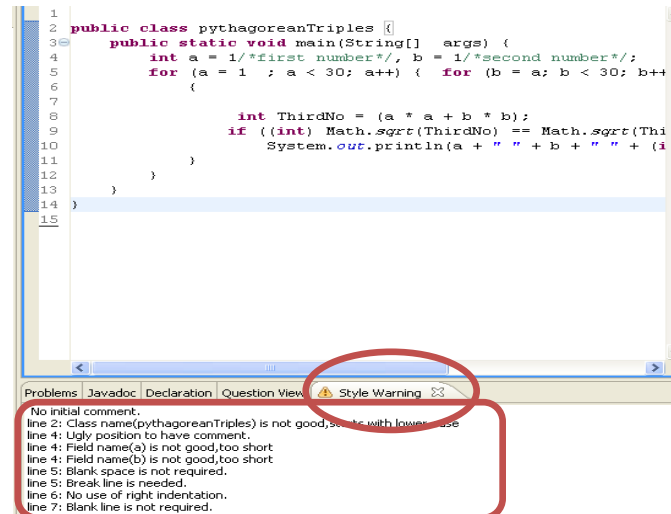 1
2 public class pythagoreanTriples {
3 public static void main(String[] args) {
4 int a = 1/*first number*/, b = 1/*second number*/;
5 for (a = 1 ; a < 30; a++) { for (b = a; b < 30; b++
6 {
7
8 int ThirdNo = (a * a + b * b);
9 if ((int) Math.sqrt(ThirdNo) == Math.sqrt(Thi
10 System.out.println(a + " " + b + " " + (i
11 }
12 }
13 }
14 }
15
Problems Javadoc Declaration Question View Style Warning
No initial comment.
line 2: Class name(pythagoreanTriples) is not good,starts with lower case
line 4: Ugly position to have comment.
line 4: Field name(a) is not good,too short
line 4: Field name(b) is not good,too short
line 5: Blank space is not required.
line 5: Break line is needed.
line 6: No use of right indentation.
line 7: Blank line is not required.